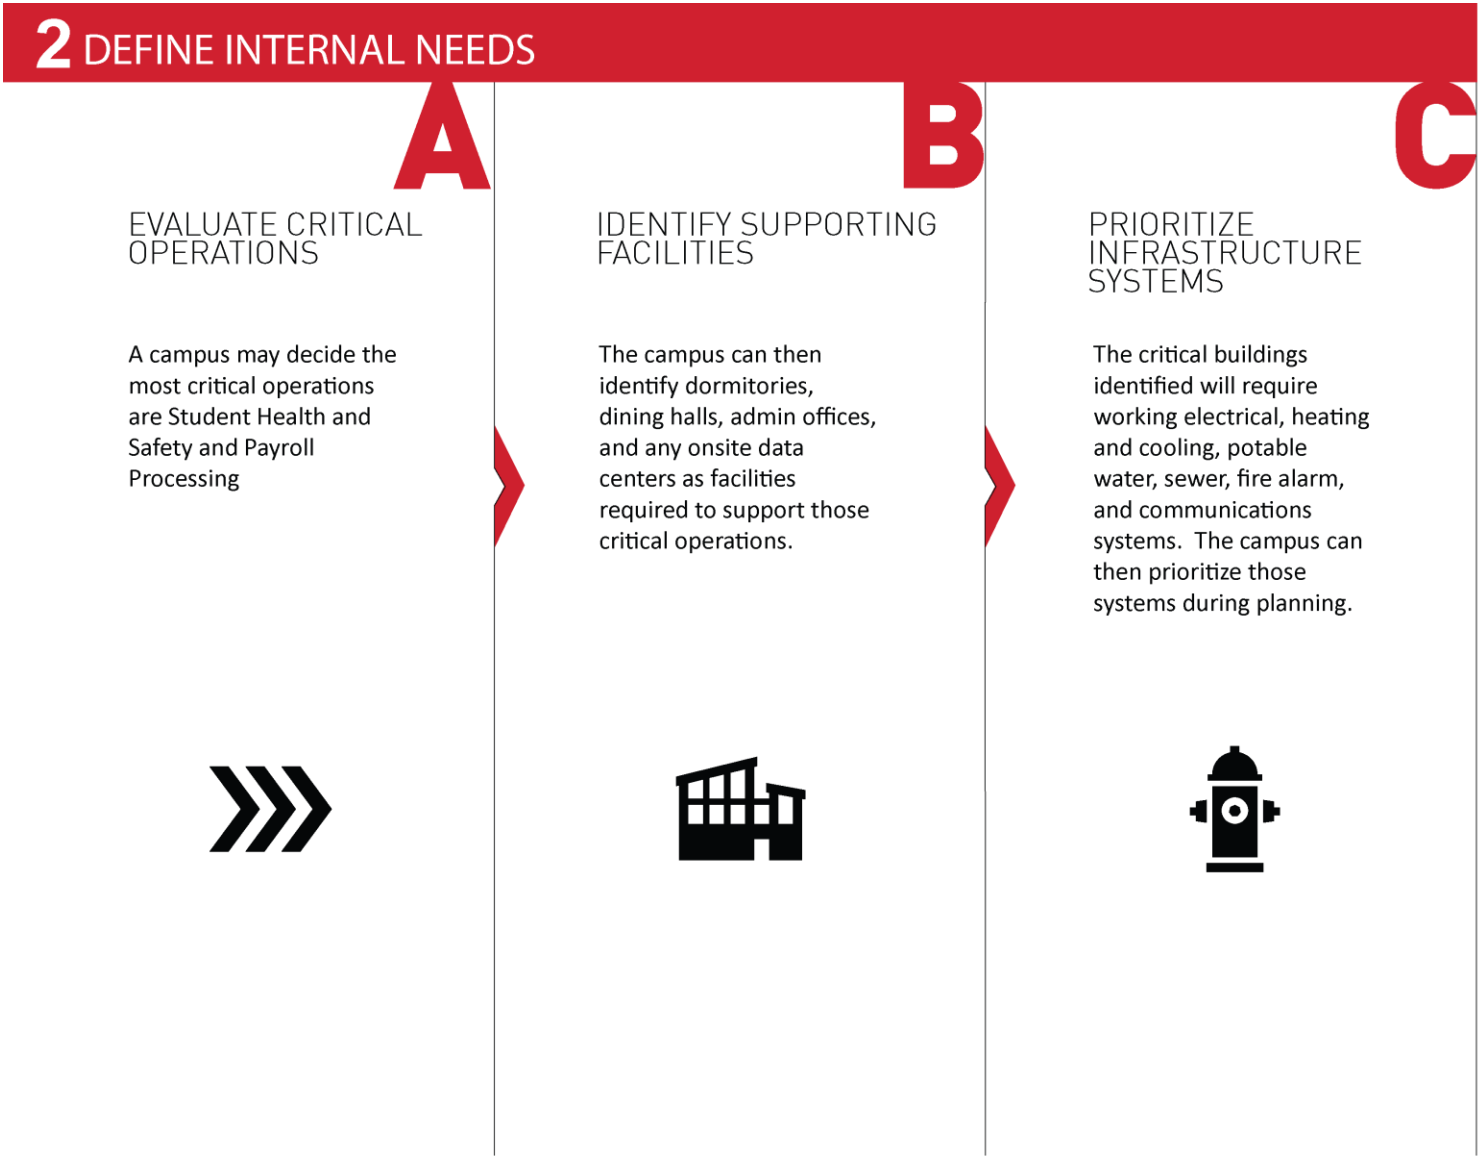 2 DEFINE INTERNAL NEEDS
A
EVALUATE CRITICAL
OPERATIONS
A campus may decide the
most critical operations
are Student Health and
Safety and Payroll
Processing
B
IDENTIFY SUPPORTING
FACILITIES
The campus can then
identify dormitories,
dining halls, admin offices,
and any onsite data
centers as facilities
required to support those
critical operations.
C
PRIORITIZE
INFRASTRUCTURE
SYSTEMS
The critical buildings
identified will require
working electrical, heating
and cooling, potable
water, sewer, fire alarm,
and communications
systems.  The campus can
then prioritize those
systems during planning.